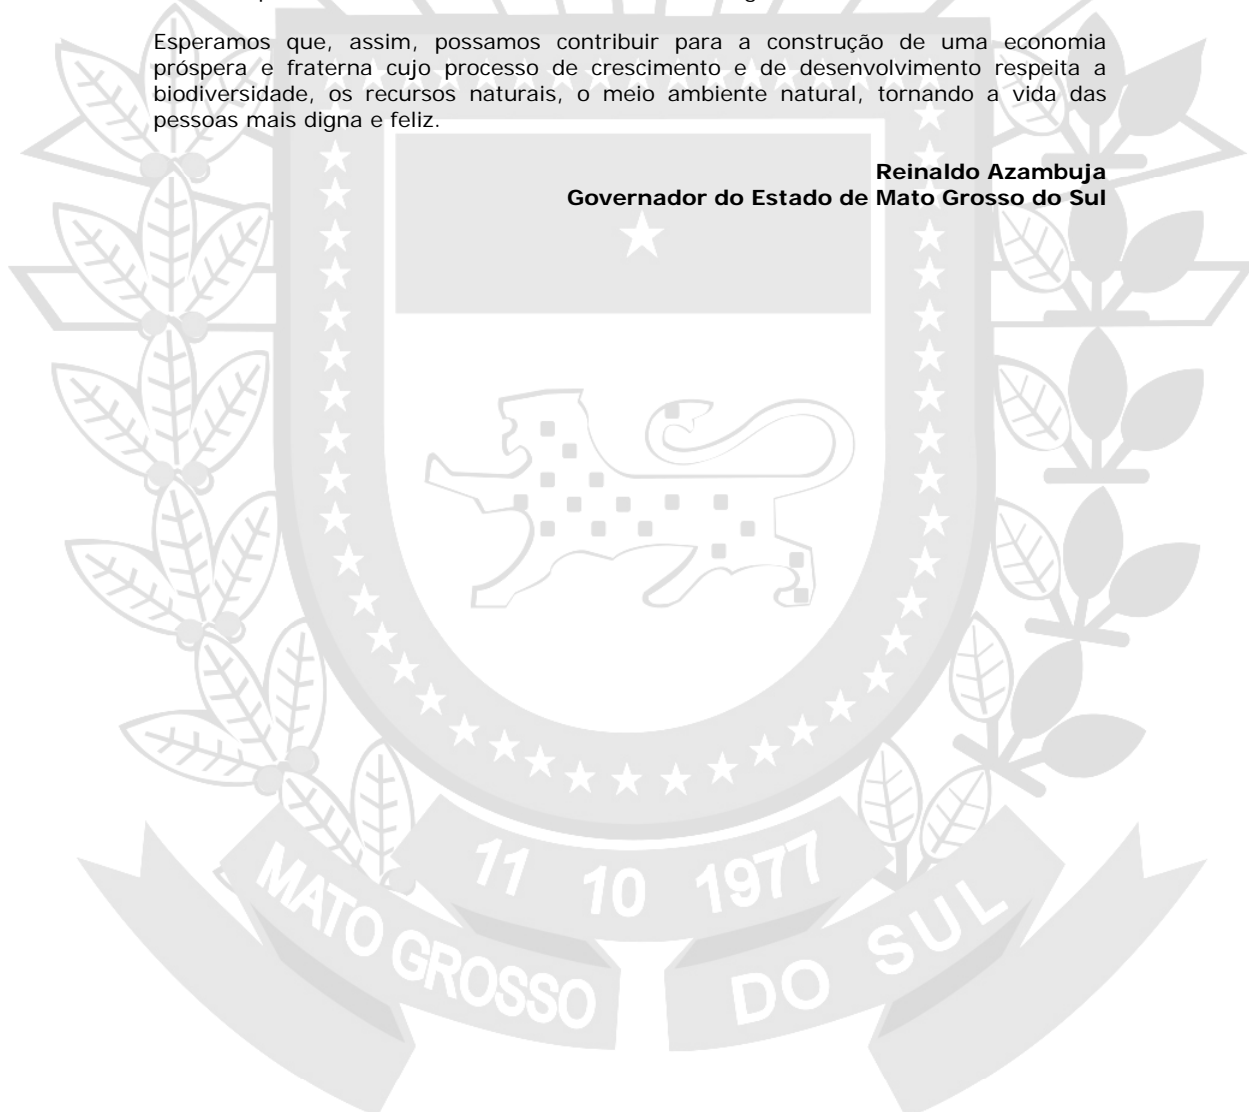 Esperamos que, assim, possamos contribuir para a construção de uma economia
próspera e fraterna cujo processo de crescimento e de desenvolvimento respeita a
biodiversidade, os recursos naturais, o meio ambiente natural, tornando a vida das
pessoas mais digna e feliz.
Reinaldo Azambuja
Governador do Estado de Mato Grosso do Sul
11 10 1977
MATO GROSSO DO SUL